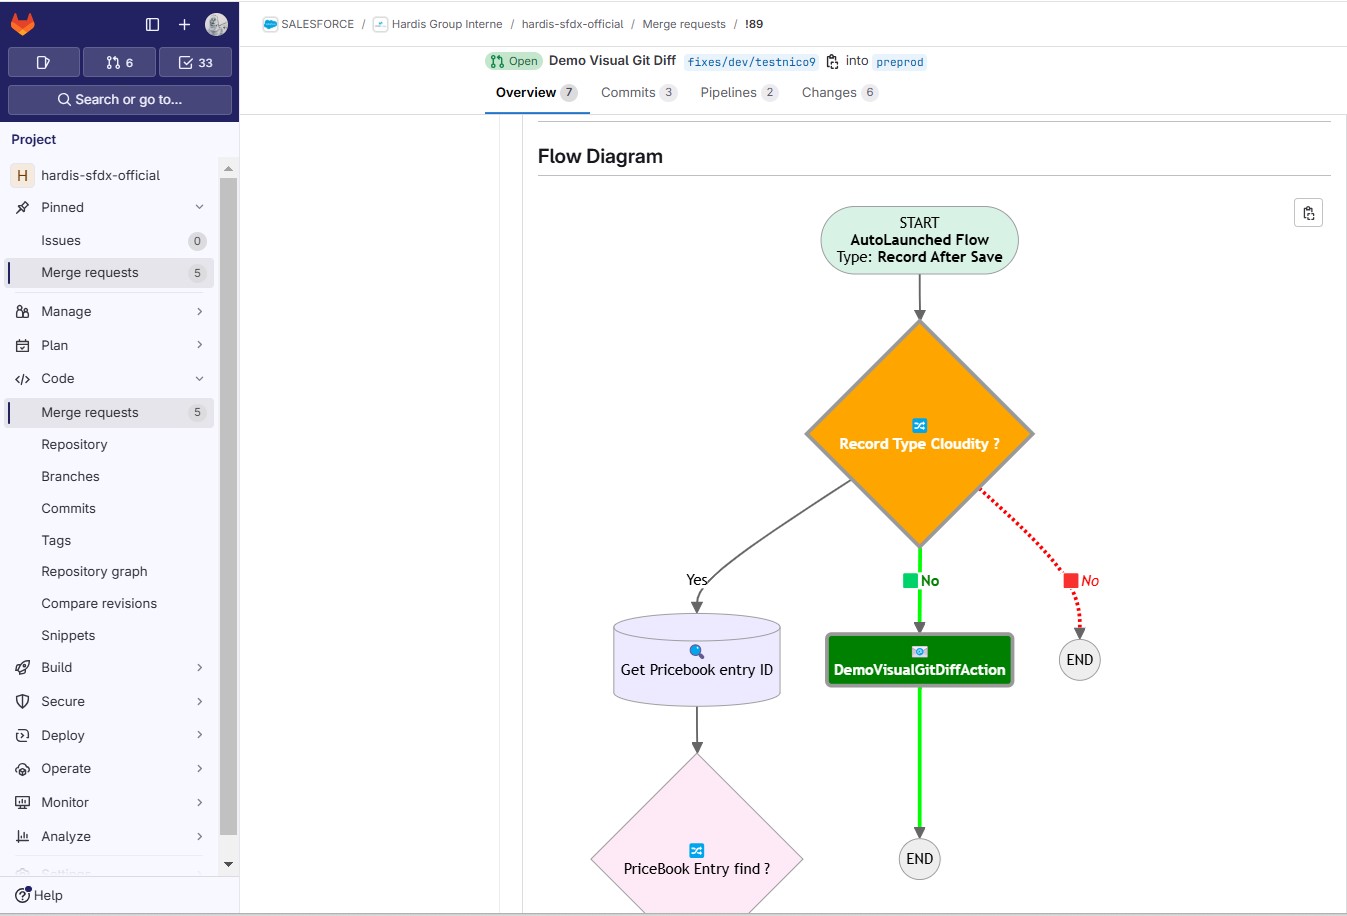 SALESFORCE / Hardis Group Interne / hardis-sfdx-official / Merge requests / !89
6
33
Search or go to...
Open Demo Visual Git Diff fixes/dev/testnico9 into preprod
Overview 7 Commits 3 Pipelines 2 Changes 6
Project
H hardis-sfdx-official
Pinned
Issues 0
Merge requests 5
Manage
Plan
Code
Merge requests 5
Repository
Branches
Commits
Tags
Repository graph
Compare revisions
Snippets
Build
Secure
Deploy
Operate
Monitor
Analyze
Settings
Help
Flow Diagram
START
AutoLaunched Flow
Type: Record After Save
Record Type Cloudity ?
Yes
No
No
Get Pricebook entry ID
DemoVisualGitDiffAction
END
PriceBook Entry find ?
END